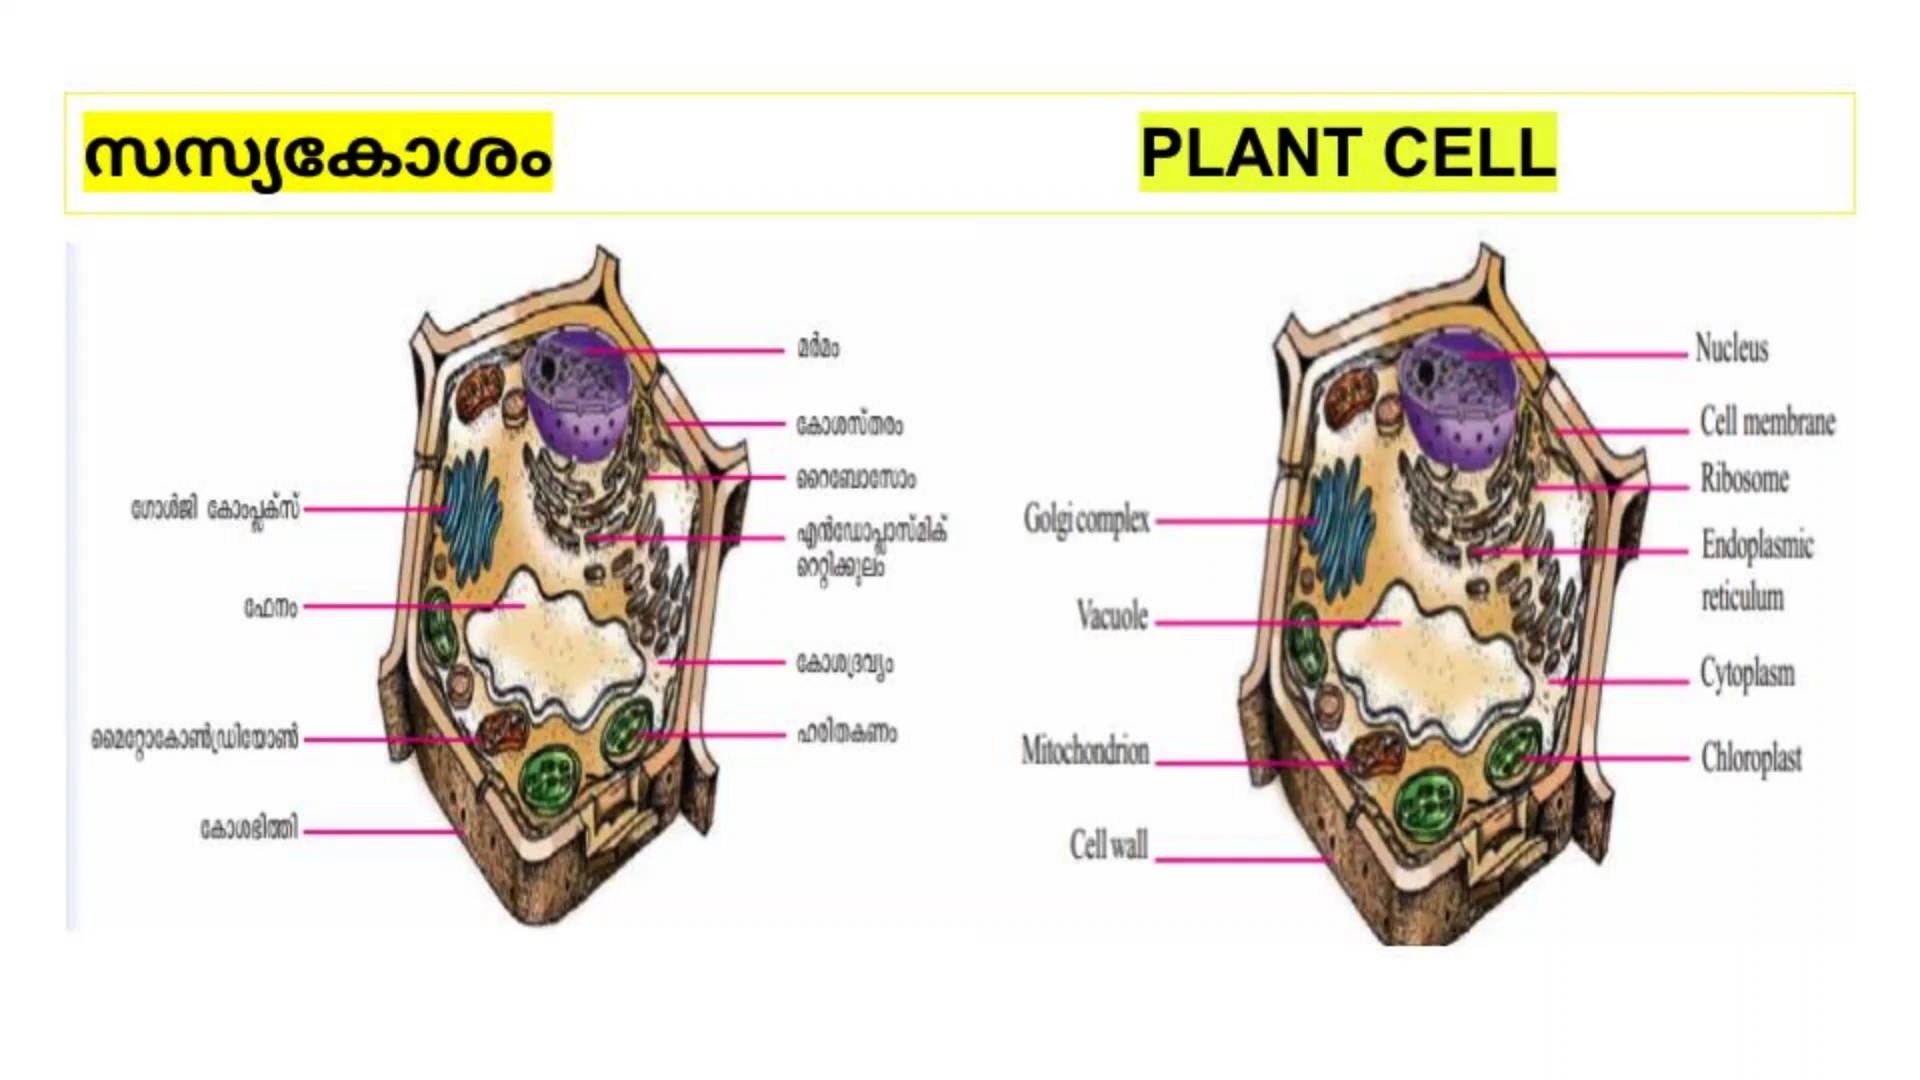 സസ്യകോശം
PLANT CELL
മർമം
കോശസ്തരം
റൈബോസോം
എൻഡോപ്ലാസ്മിക്
റെറ്റിക്കുലം
കോശദ്രവ്യം
ഹരിതകണം
ഗോൾജി കോംപ്ലക്സ്
ഫേനം
മൈറ്റോകോൺഡ്രിയോൺ
കോശഭിത്തി
Nucleus
Cell membrane
Ribosome
Endoplasmic
reticulum
Cytoplasm
Chloroplast
Golgi complex
Vacuole
Mitochondrion
Cell wall